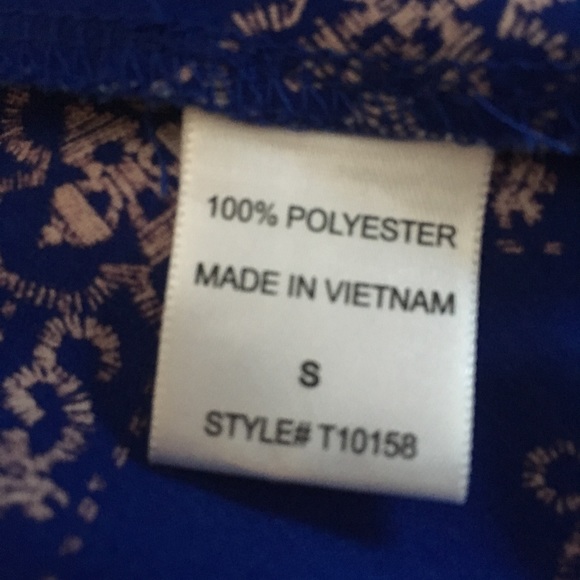 100% POLYESTER
MADE IN VIETNAM
S
STYLE# T10158